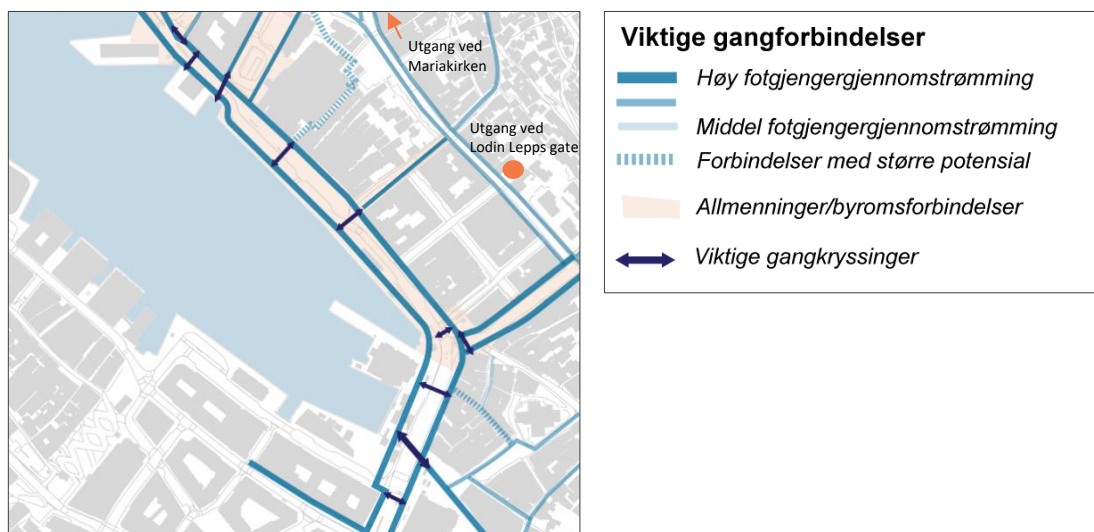 Utgang ved
Mariakirken
Utgang ved
Lodin Lepps gate
Viktige gangforbindelser
Høy fotgjengergjennomstrømming
Middel fotgjengergjennomstrømming
Forbindelser med større potensial
Allmenninger/byromsforbindelser
Viktige gangkryssinger